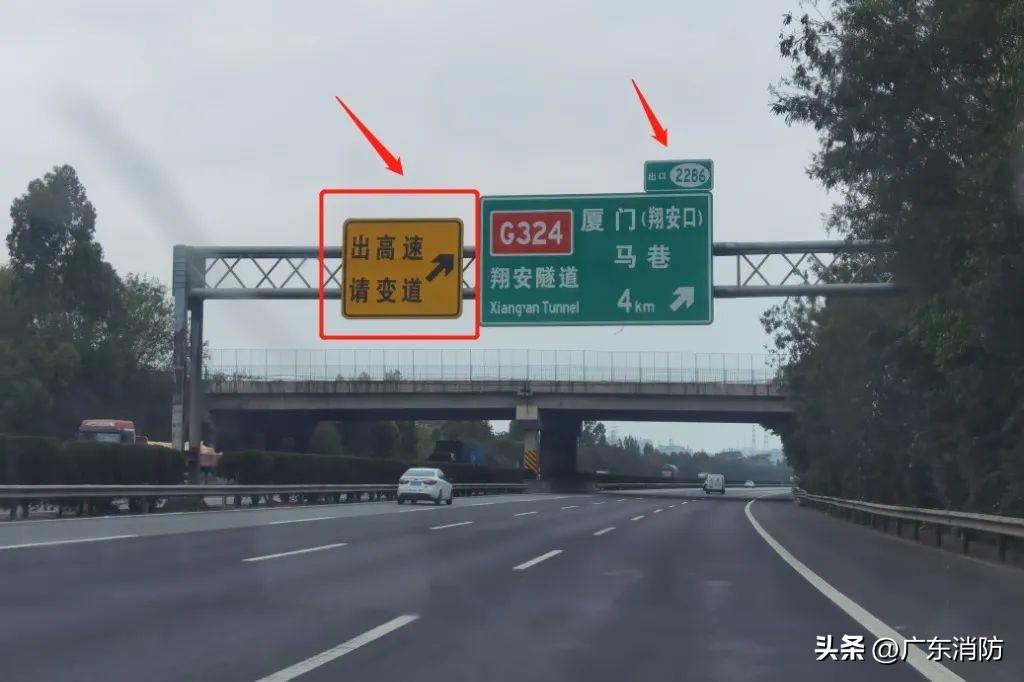 出口 2286
出高速
请变道
G324 厦门(翔安口)
马巷
翔安隧道
Xiang'an Tunnel 4km
头条 @广东消防